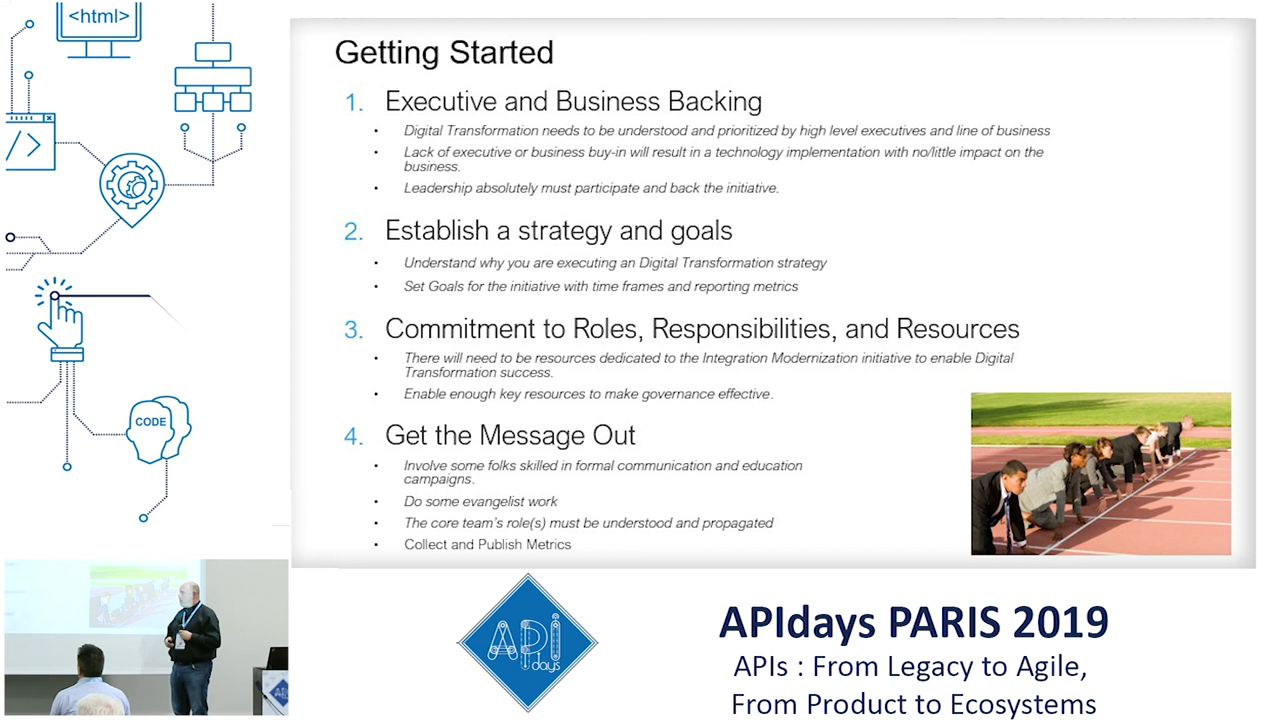 <html>
</>
CODE
Getting Started
1. Executive and Business Backing
• Digital Transformation needs to be understood and prioritized by high level executives and line of business
• Lack of executive or business buy-in will result in a technology implementation with no/little impact on the
business.
• Leadership absolutely must participate and back the initiative.
2. Establish a strategy and goals
• Understand why you are executing an Digital Transformation strategy
• Set Goals for the initiative with time frames and reporting metrics
3. Commitment to Roles, Responsibilities, and Resources
• There will need to be resources dedicated to the Integration Modernization initiative to enable Digital
Transformation success.
• Enable enough key resources to make governance effective.
4. Get the Message Out
• Involve some folks skilled in formal communication and education
campaigns.
• Do some evangelist work
• The core team's role(s) must be understood and propagated
• Collect and Publish Metrics
API
days
APIdays PARIS 2019
APIs : From Legacy to Agile,
From Product to Ecosystems